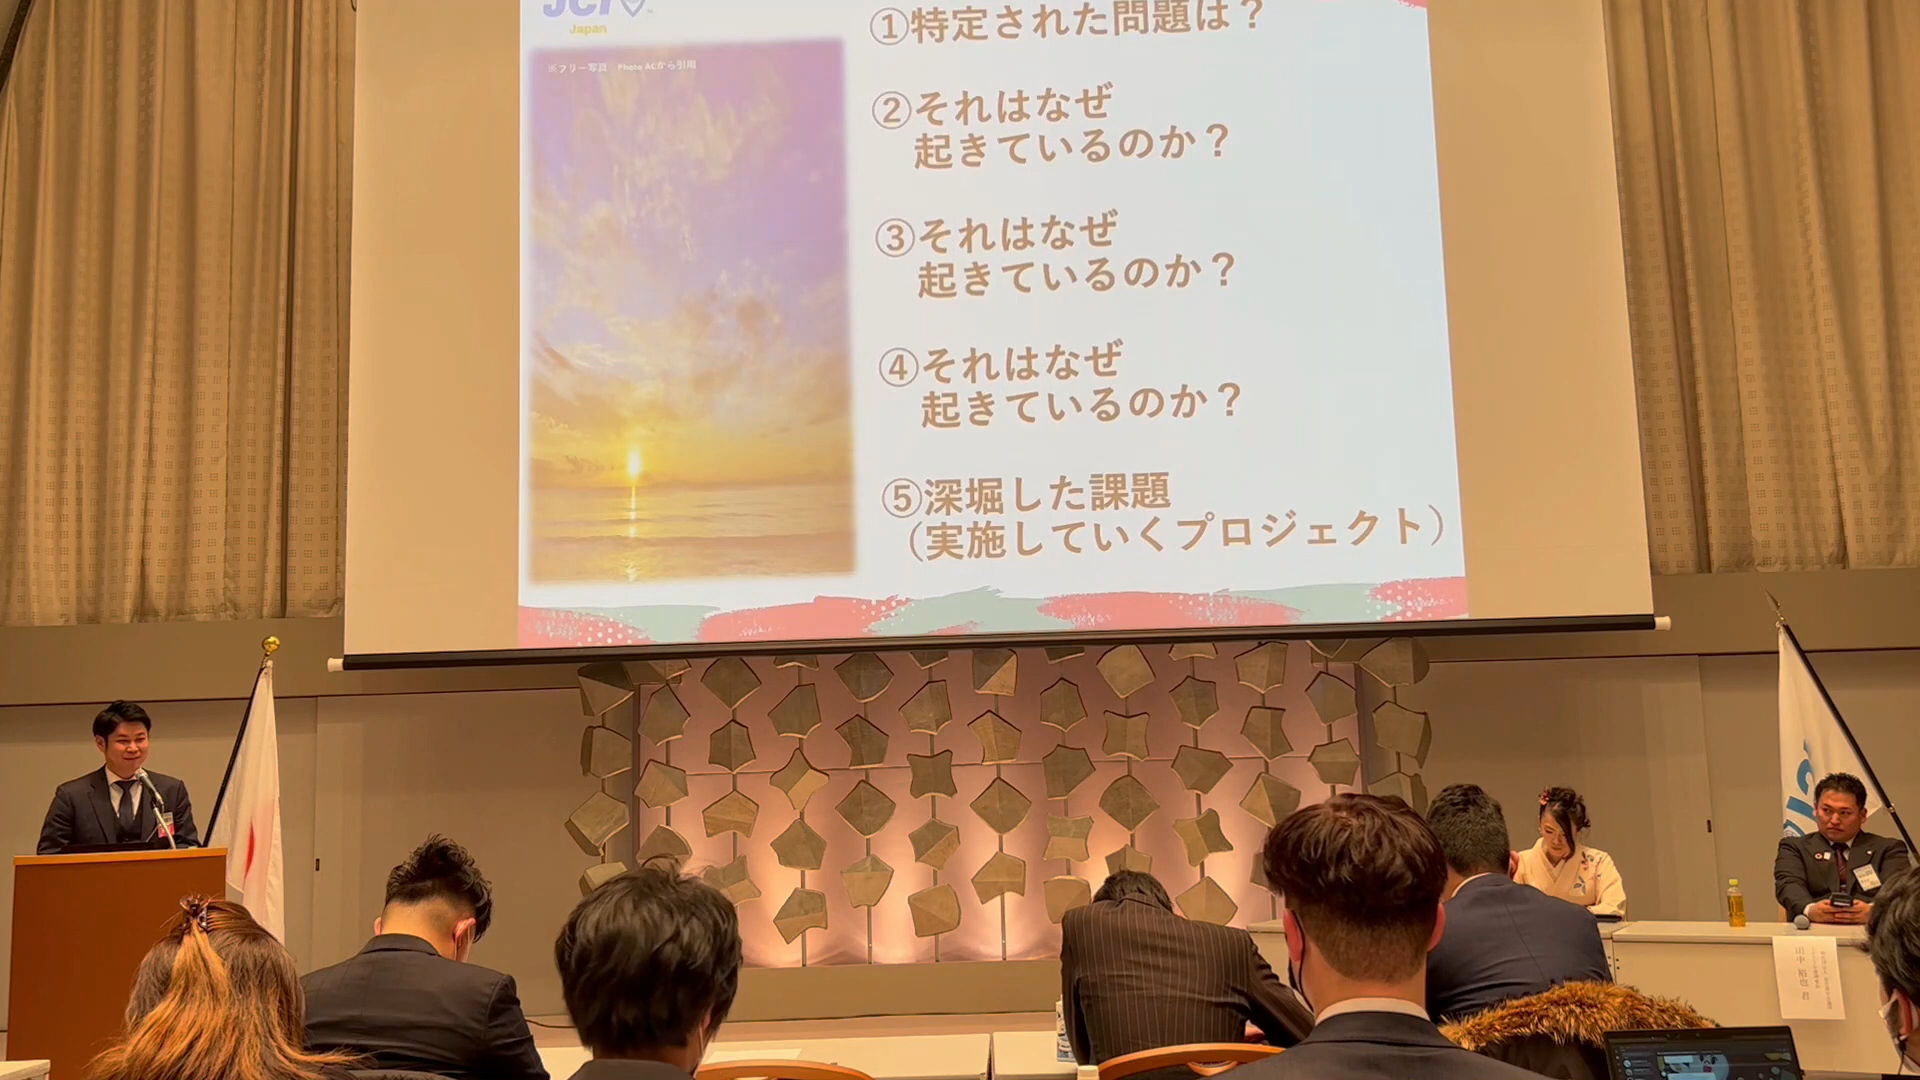 JCI
Japan
※フリー写真 Photo ACから引用
①特定された問題は？
②それはなぜ
起きているのか？
③それはなぜ
起きているのか？
④それはなぜ
起きているのか？
⑤深堀した課題
（実施していくプロジェクト）